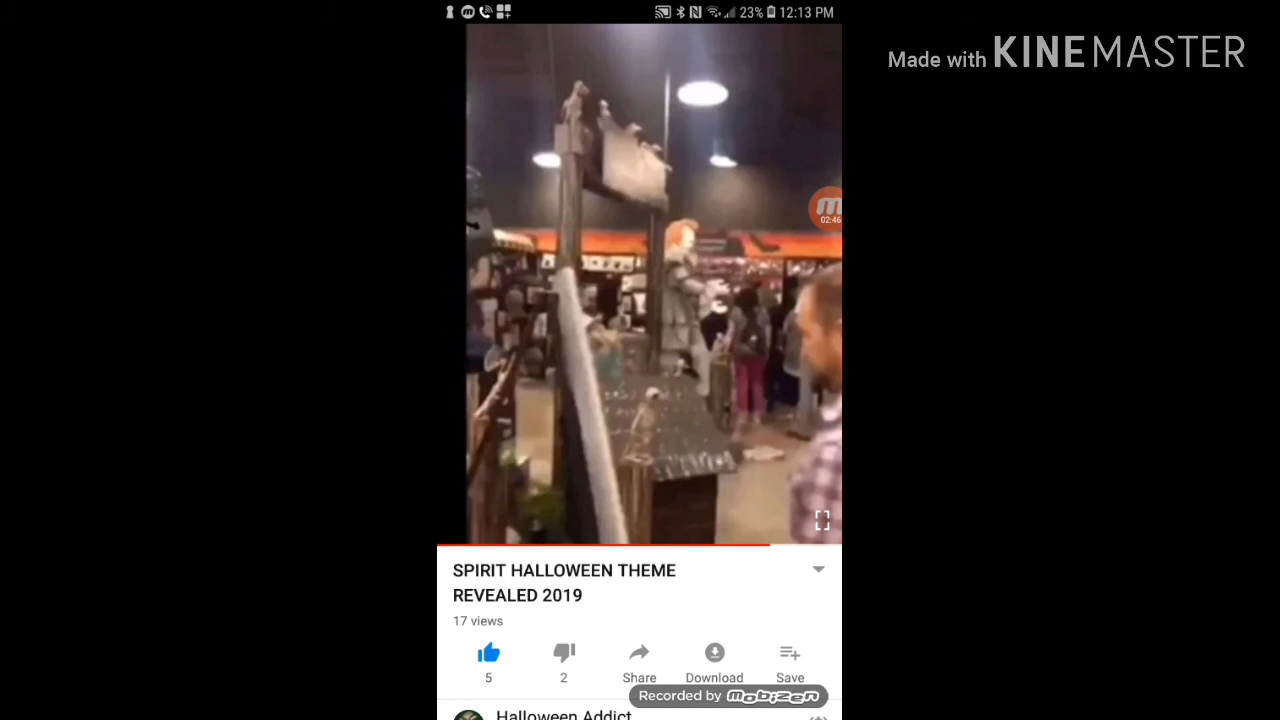 23% 12:13 PM
Made with KINEMASTER
02:46
SPIRIT HALLOWEEN THEME
REVEALED 2019
17 views
5
2
Share
Download
Save
Recorded by mobizen
Halloween Addict